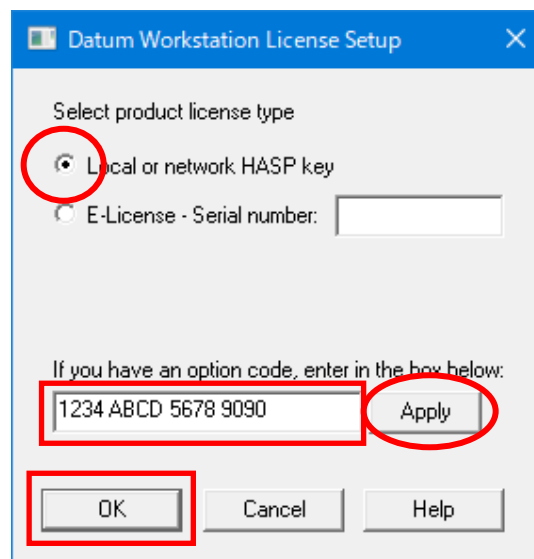 Datum Workstation License Setup
Select product license type
Local or network HASP key
E-License - Serial number:
If you have an option code, enter in the box below:
1234 ABCD 5678 9090 Apply
OK Cancel Help